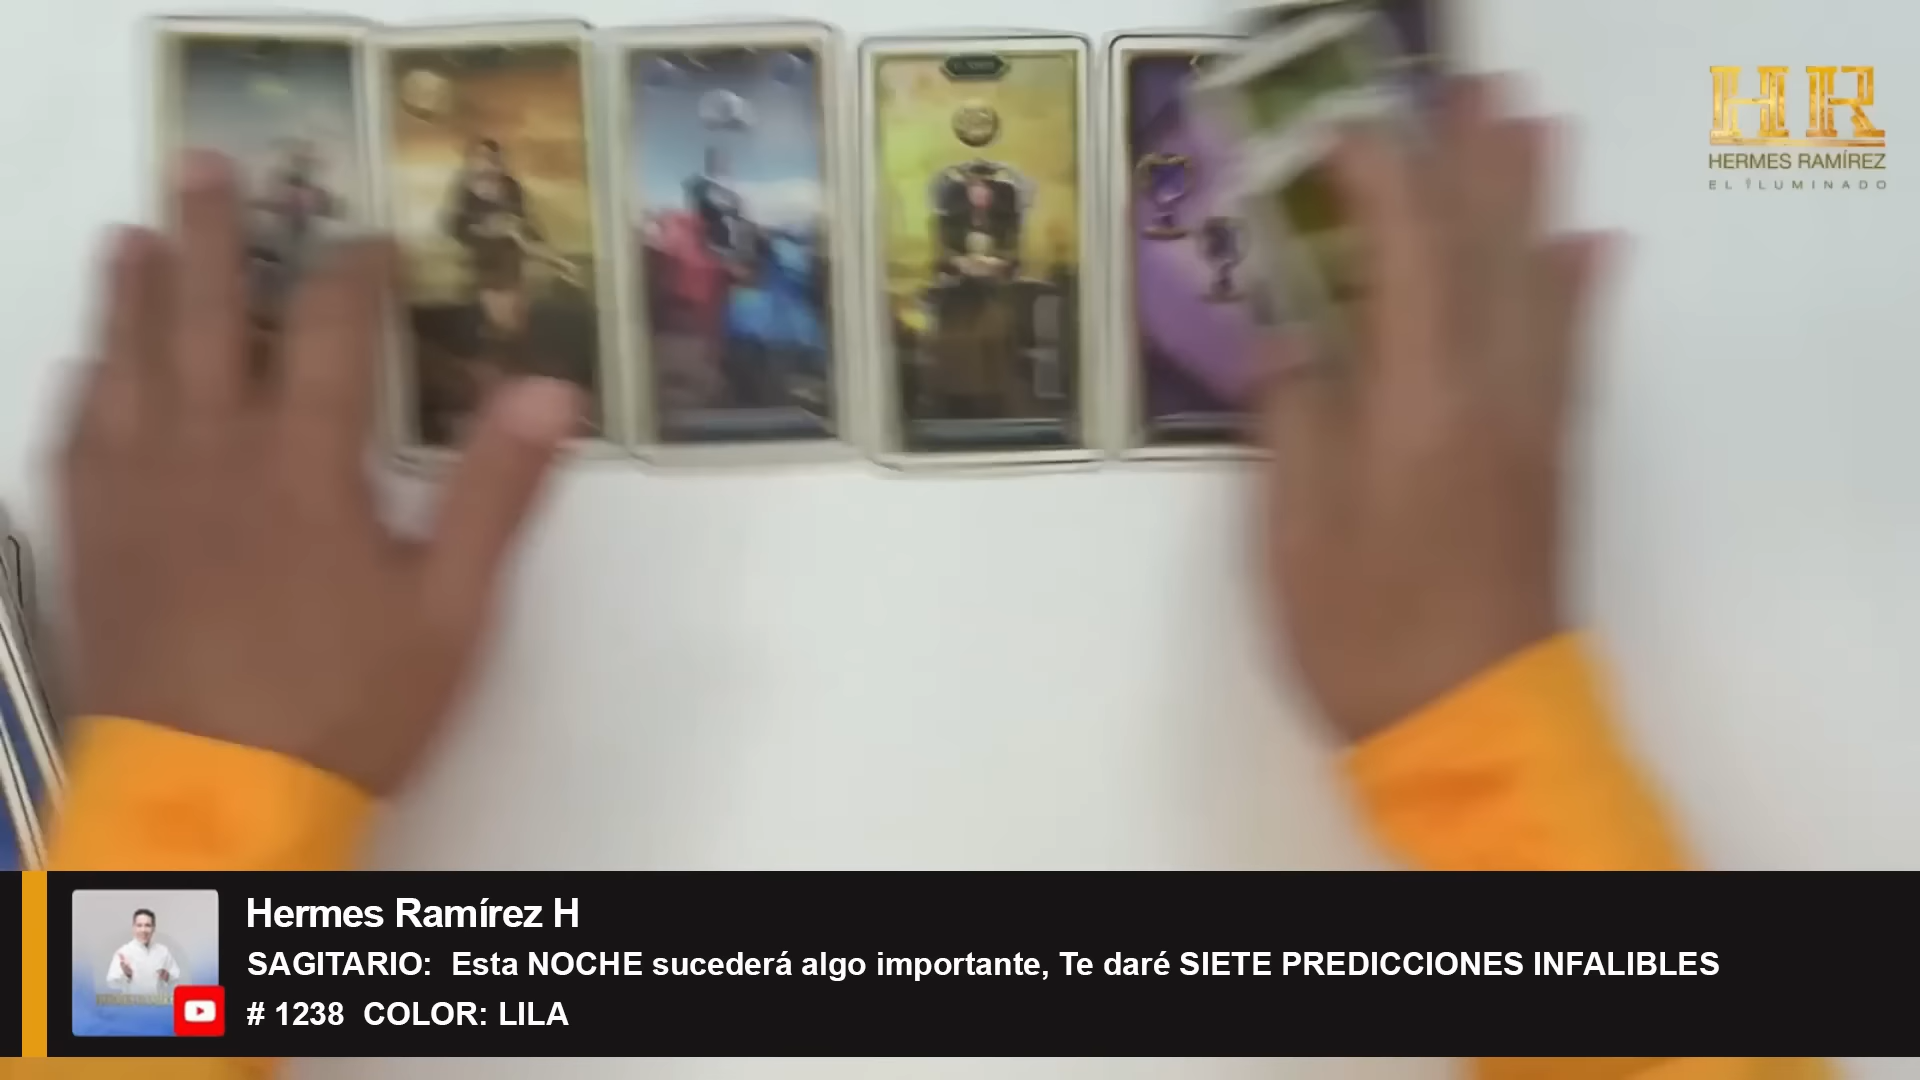 HR
HERMES RAMÍREZ
EL ILUMINADO
Hermes Ramírez H
SAGITARIO: Esta NOCHE sucederá algo importante, Te daré SIETE PREDICCIONES INFALIBLES
# 1238 COLOR: LILA